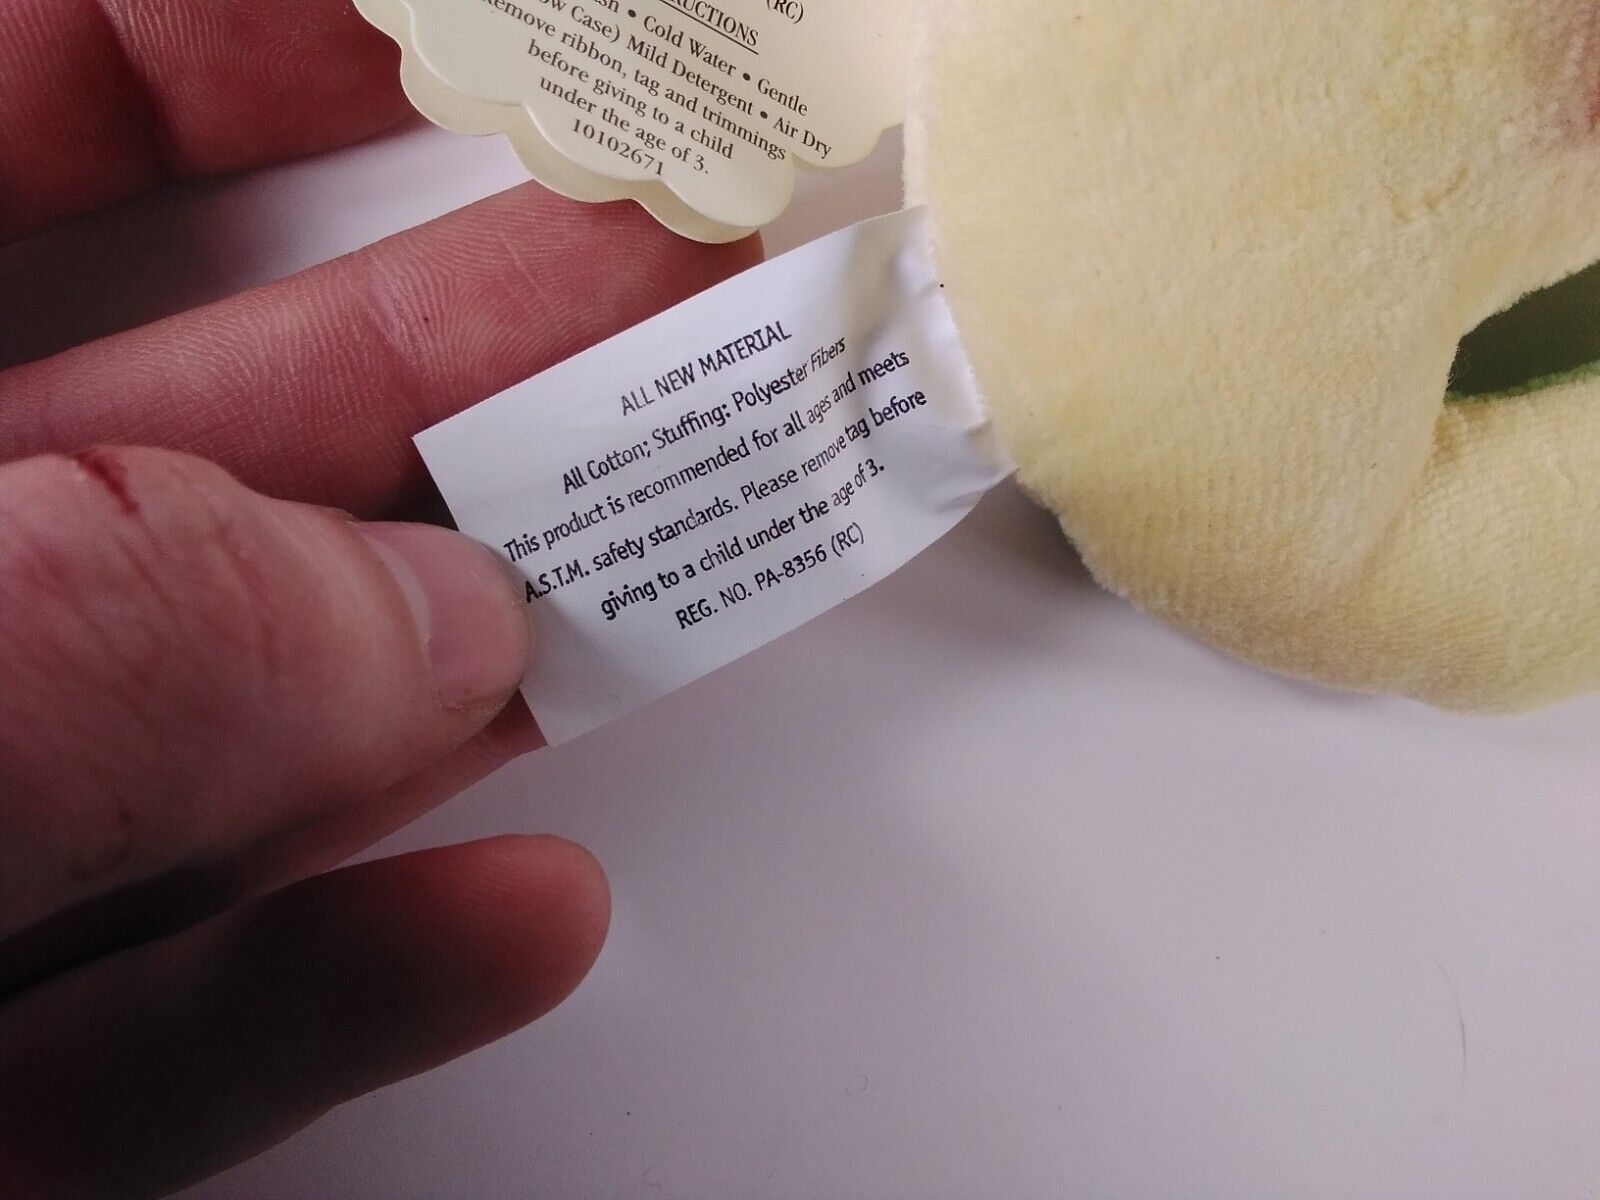 (RC)
• Cold Water • Gentle
Case) Mild Detergent • Air Dry
Remove ribbon, tag and trimmings
before giving to a child
under the age of 3.
10102671
ALL NEW MATERIAL
All Cotton; Stuffing: Polyester Fibers
This product is recommended for all ages and meets
A.S.T.M. safety standards. Please remove tag before
giving to a child under the age of 3.
REG. NO. PA-8356 (RC)